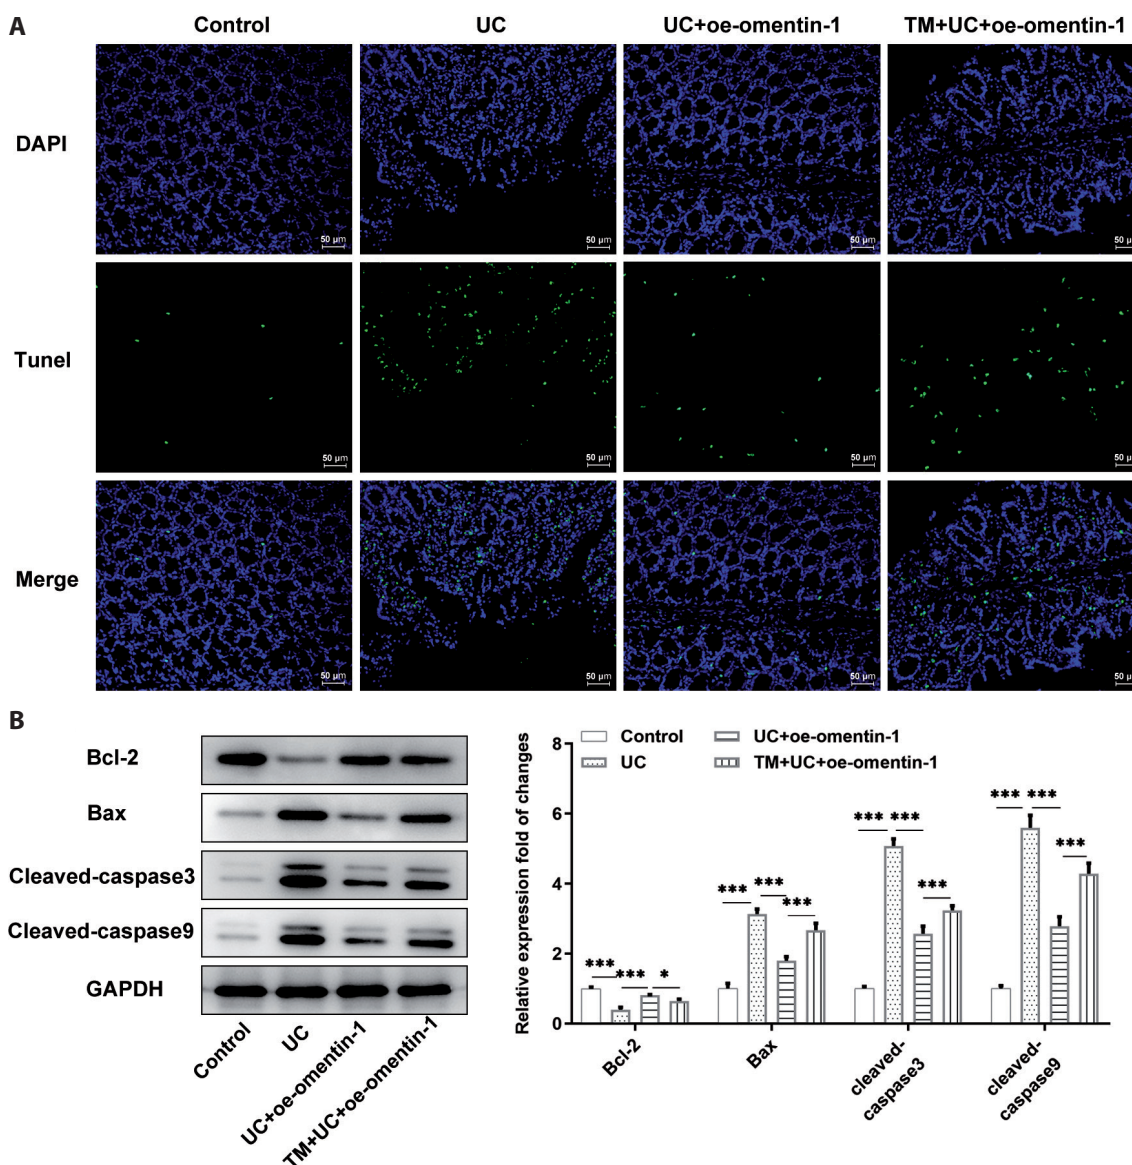 A
Control
UC
UC+oe-omentin-1
TM+UC+oe-omentin-1
DAPI
50 µm
50 µm
50 µm
50 µm
Tunel
50 µm
50 µm
50 µm
50 µm
Merge
50 µm
50 µm
50 µm
50 µm
B
Bcl-2
Bax
Cleaved-caspase3
Cleaved-caspase9
GAPDH
Control
UC
UC+oe-omentin-1
TM+UC+oe-omentin-1
Control
UC
UC+oe-omentin-1
TM+UC+oe-omentin-1
Relative expression fold of changes
8
6
4
2
0
*** *** *
*** *** ***
*** *** ***
*** *** ***
Bcl-2
Bax
cleaved-
caspase3
cleaved-
caspase9